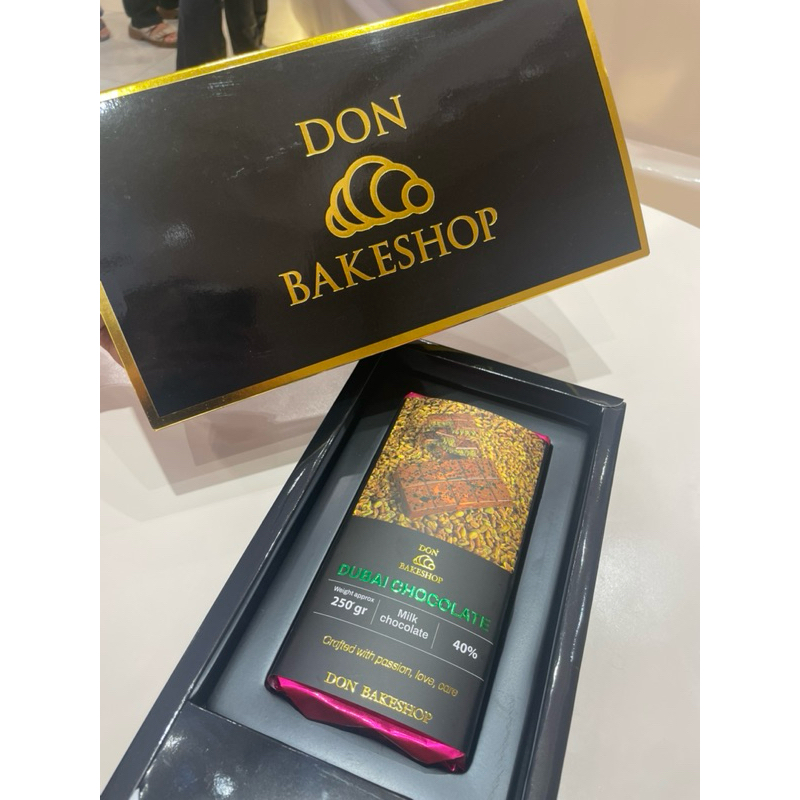 DON
BAKESHOP
DON
BAKESHOP
DUBAI CHOCOLATE
Weight approx
250 gr
Milk
chocolate
40%
Crafted with passion, love, care
DON BAKESHOP